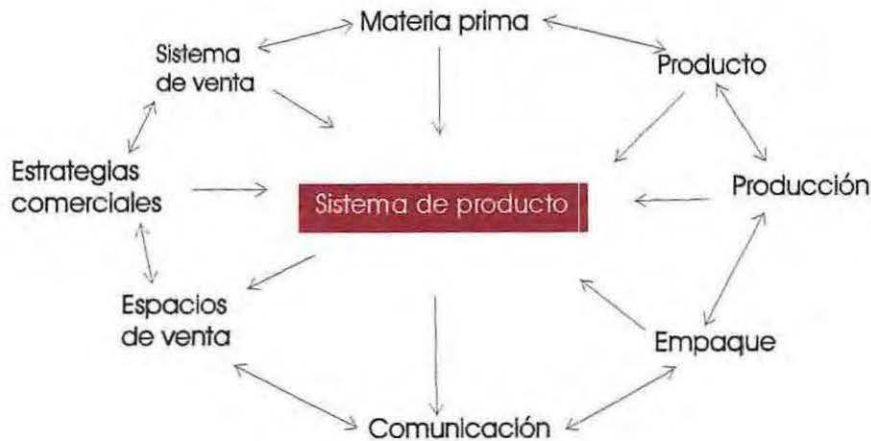 Materia prima
Sistema
de venta
Producto
Estrategias
comerciales
Sistema de producto
Producción
Espacios
de venta
Empaque
Comunicación